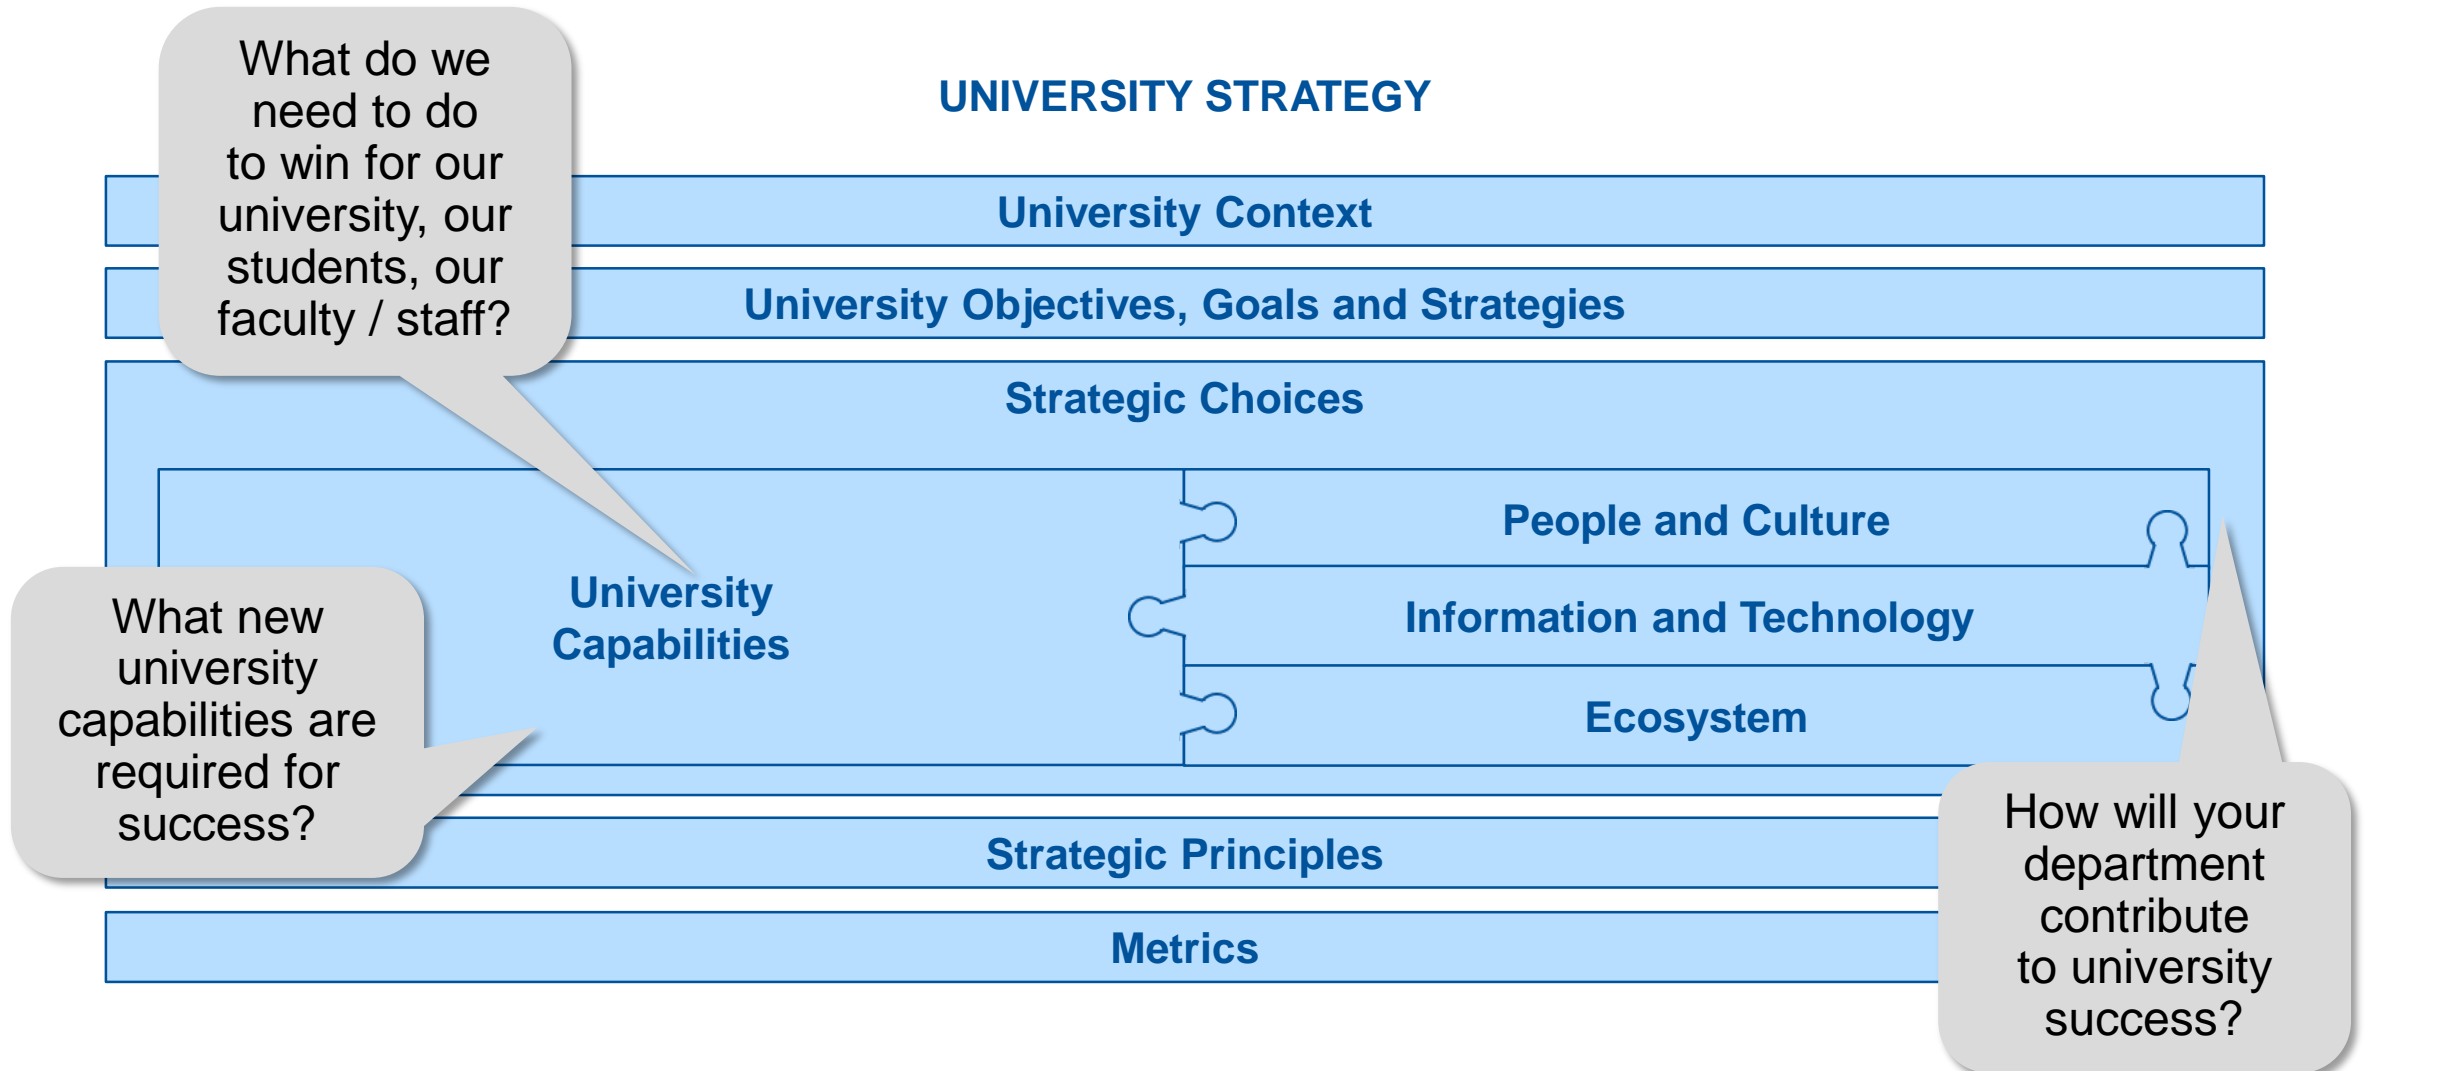 What do we
need to do
to win for our
university, our
students, our
faculty / staff?
UNIVERSITY STRATEGY
University Context
University Objectives, Goals and Strategies
Strategic Choices
University
Capabilities
People and Culture
Information and Technology
Ecosystem
What new
university
capabilities are
required for
success?
How will your
department
contribute
to university
success?
Strategic Principles
Metrics